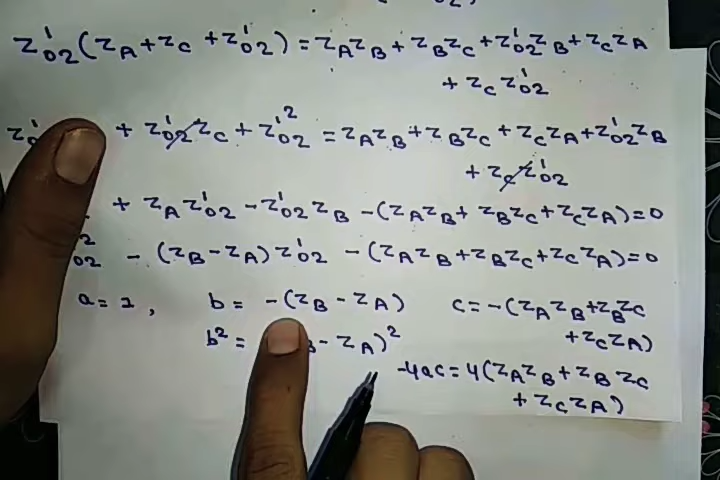 Z'02(ZA+ZC+Z'02)=ZAZB+ZBZC+Z'02ZB+ZCZA
+ZCZ'02
+Z'02ZC+Z'02²=ZAZB+ZBZC+ZCZA+Z'02ZB
+ZCZ'02
+ZAZ'02-Z'02ZB-(ZAZB+ZBZC+ZCZA)=0
02 -(ZB-ZA)Z'02-(ZAZB+ZBZC+ZCZA)=0
a=1, b=-(ZB-ZA) C=-(ZAZB+ZBZC
+ZCZA)
b²= B-ZA)²
-4ac=4(ZAZB+ZBZC
+ZCZA)